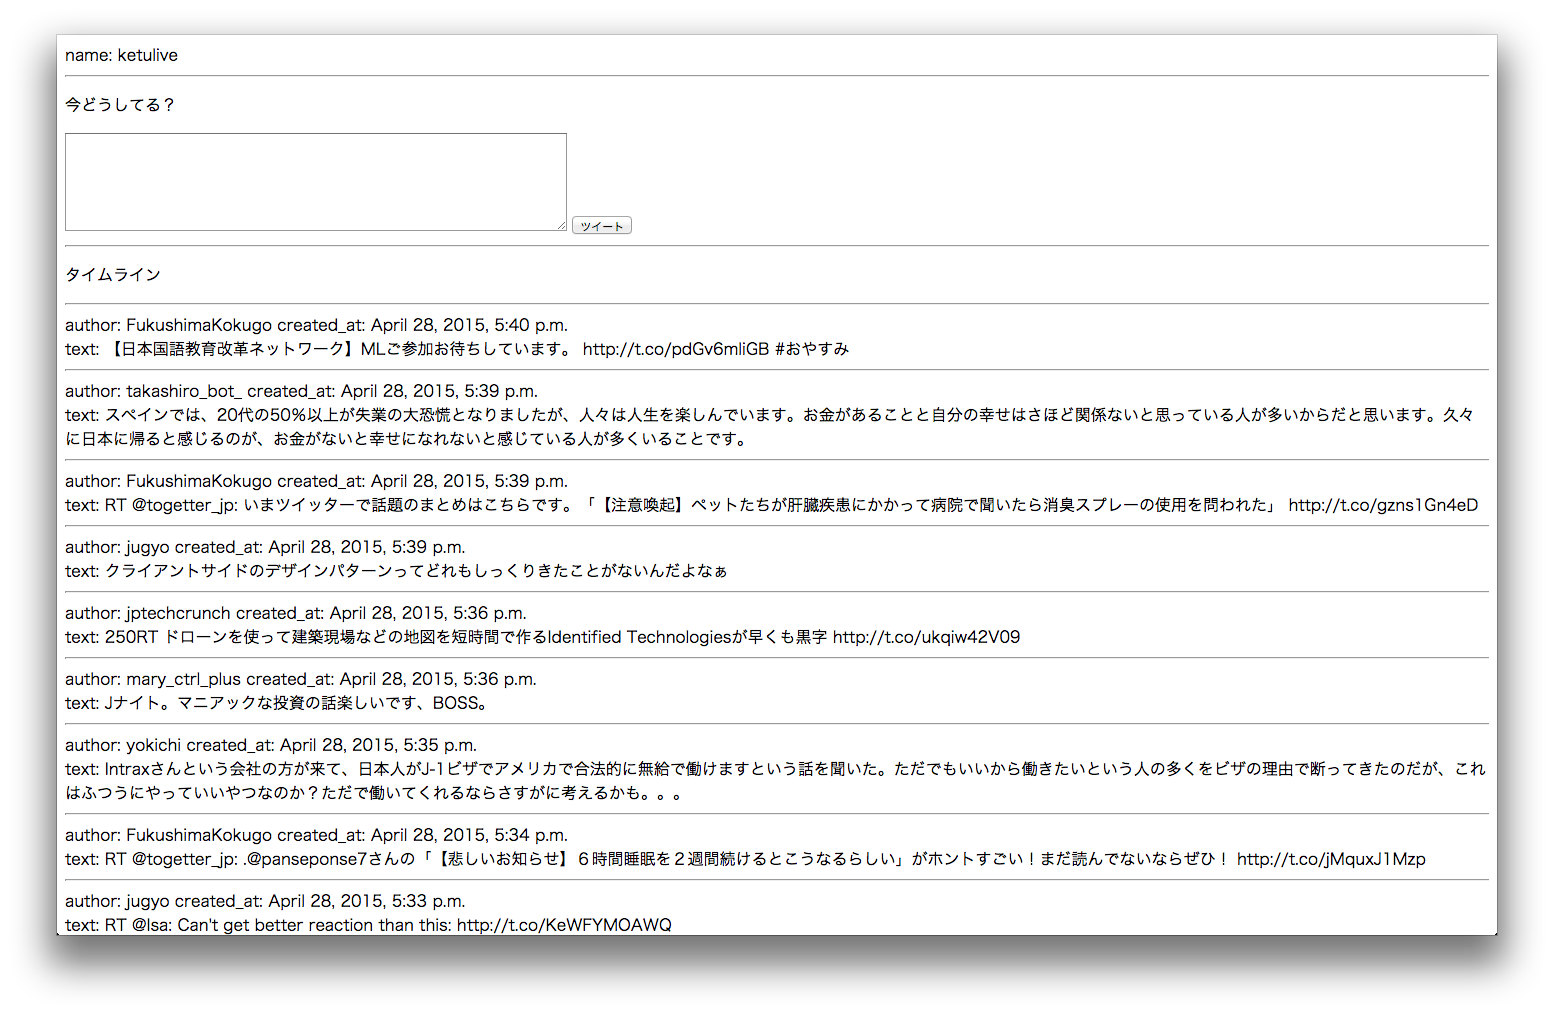 name: ketulive
今どうしてる？
ツイート
タイムライン
author: FukushimaKokugo created_at: April 28, 2015, 5:40 p.m.
text: 【日本国語教育改革ネットワーク】MLご参加お待ちしています。 http://t.co/pdGv6mliGB #おやすみ
author: takashiro_bot_ created_at: April 28, 2015, 5:39 p.m.
text: スペインでは、20代の50%以上が失業の大恐慌となりましたが、人々は人生を楽しんでいます。お金があることと自分の幸せはさほど関係ないと思っている人が多いからだと思います。久々
に日本に帰ると感じるのが、お金がないと幸せになれないと感じている人が多くいることです。
author: FukushimaKokugo created_at: April 28, 2015, 5:39 p.m.
text: RT @togetter_jp: いまツイッターで話題のまとめはこちらです。「【注意喚起】ペットたちが肝臓疾患にかかって病院で聞いたら消臭スプレーの使用を問われた」 http://t.co/gzns1Gn4eD
author: jugyo created_at: April 28, 2015, 5:39 p.m.
text: クライアントサイドのデザインパターンってどれもしっくりきたことがないんだよなぁ
author: jptechcrunch created_at: April 28, 2015, 5:36 p.m.
text: 250RT ドローンを使って建築現場などの地図を短時間で作るIdentified Technologiesが早くも黒字 http://t.co/ukqiw42V09
author: mary_ctrl_plus created_at: April 28, 2015, 5:36 p.m.
text: Jナイト。マニアックな投資の話楽しいです、BOSS。
author: yokichi created_at: April 28, 2015, 5:35 p.m.
text: Intraxさんという会社の方が来て、日本人がJ-1ビザでアメリカで合法的に無給で働けますという話を聞いた。ただでもいいから働きたいという人の多くをビザの理由で断ってきたのだが、これ
はふつうにやっていいやつなのか？ただで働いてくれるならさすがに考えるかも。。。
author: FukushimaKokugo created_at: April 28, 2015, 5:34 p.m.
text: RT @togetter_jp: .@panseponse7さんの「【悲しいお知らせ】６時間睡眠を２週間続けるとこうなるらしい」がホントすごい！まだ読んでないならぜひ！ http://t.co/jMquxJ1Mzp
author: jugyo created_at: April 28, 2015, 5:33 p.m.
text: RT @lsa: Can't get better reaction than this: http://t.co/KeWFYMOAWQ